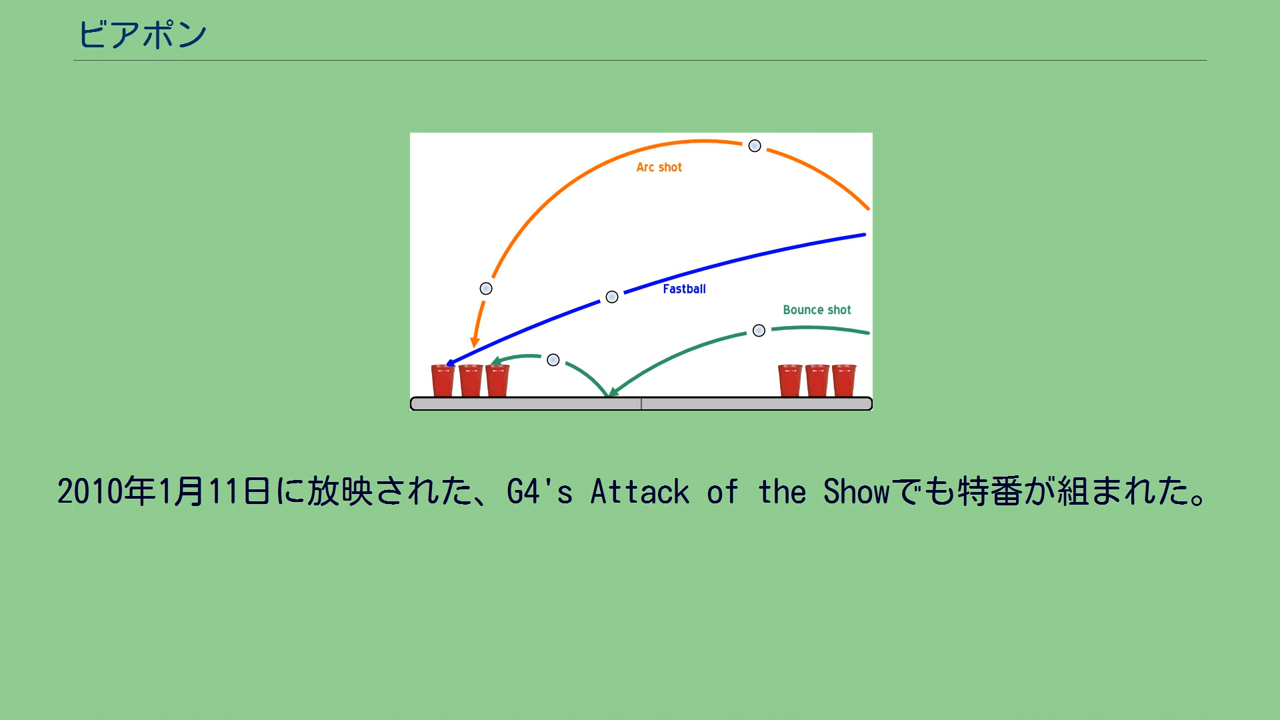 ビアポン
Arc shot
Fastball
Bounce shot
2010年1月11日に放映された、G4's Attack of the Showでも特番が組まれた。